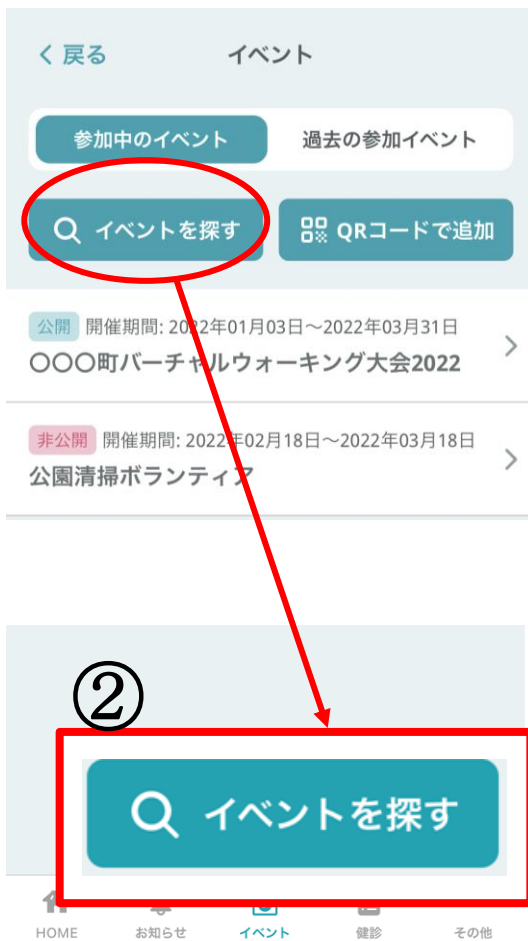 戻る
イベント
参加中のイベント
過去の参加イベント
イベントを探す
QRコードで追加
公開 開催期間: 2022年01月03日～2022年03月31日
〇〇〇町バーチャルウォーキング大会2022
非公開 開催期間: 2022年02月18日～2022年03月18日
公園清掃ボランティア
②
イベントを探す
HOME
お知らせ
イベント
健診
その他